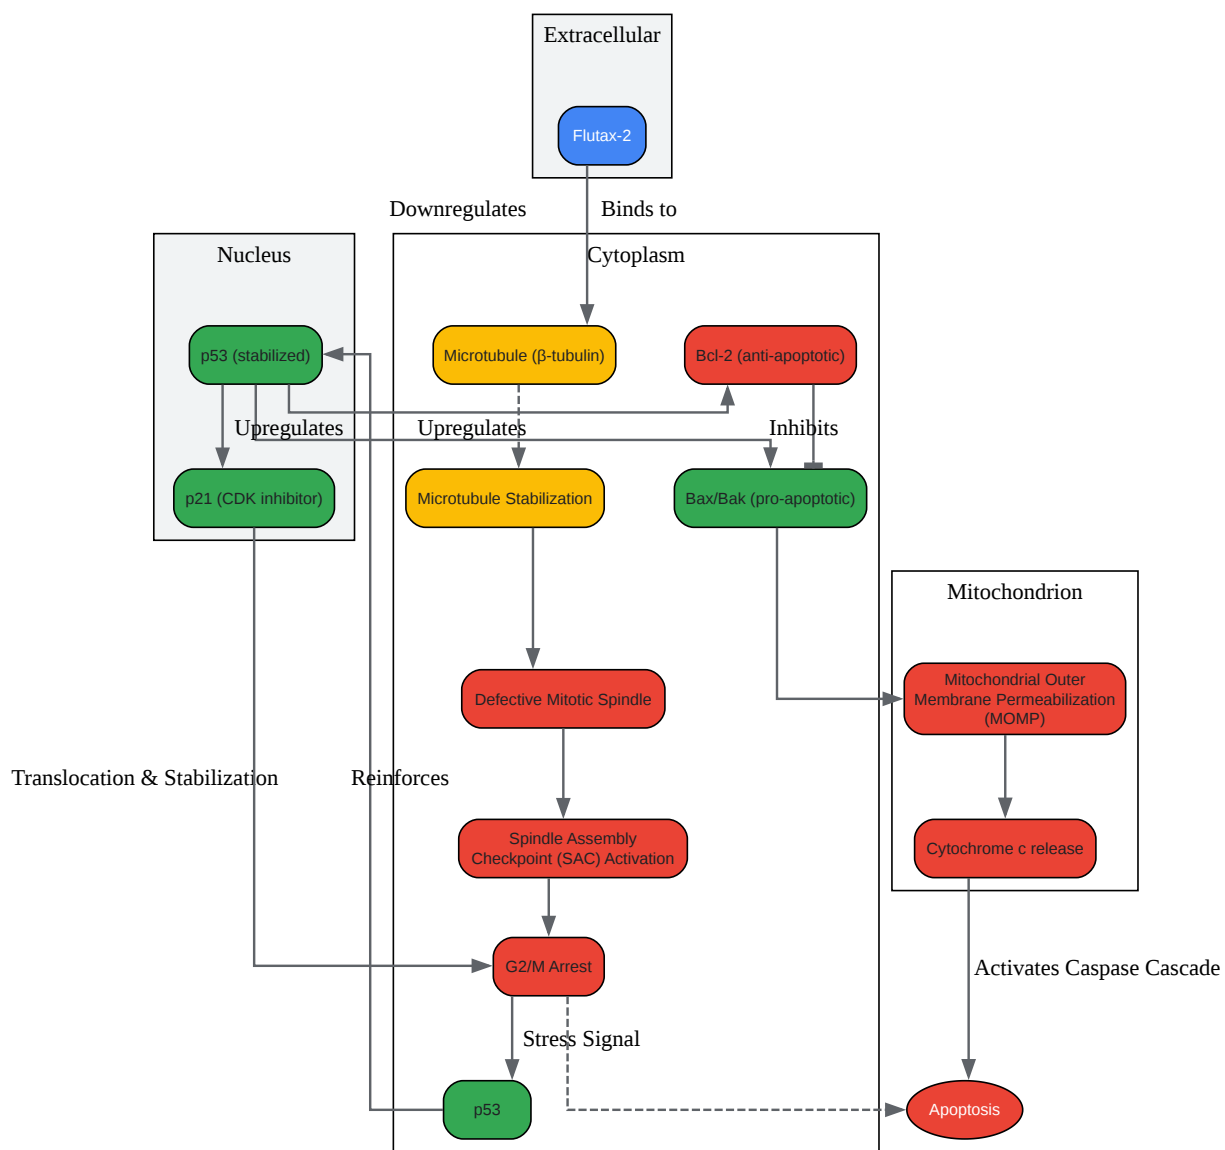 Extracellular
Flutax-2
Downregulates
Binds to
Nucleus
Cytoplasm
p53 (stabilized)
Microtubule (β-tubulin)
Bcl-2 (anti-apoptotic)
Upregulates
Upregulates
Inhibits
p21 (CDK inhibitor)
Microtubule Stabilization
Bax/Bak (pro-apoptotic)
Mitochondrion
Defective Mitotic Spindle
Mitochondrial Outer
Membrane Permeabilization
(MOMP)
Translocation & Stabilization
Reinforces
Spindle Assembly
Checkpoint (SAC) Activation
Cytochrome c release
G2/M Arrest
Activates Caspase Cascade
Stress Signal
p53
Apoptosis